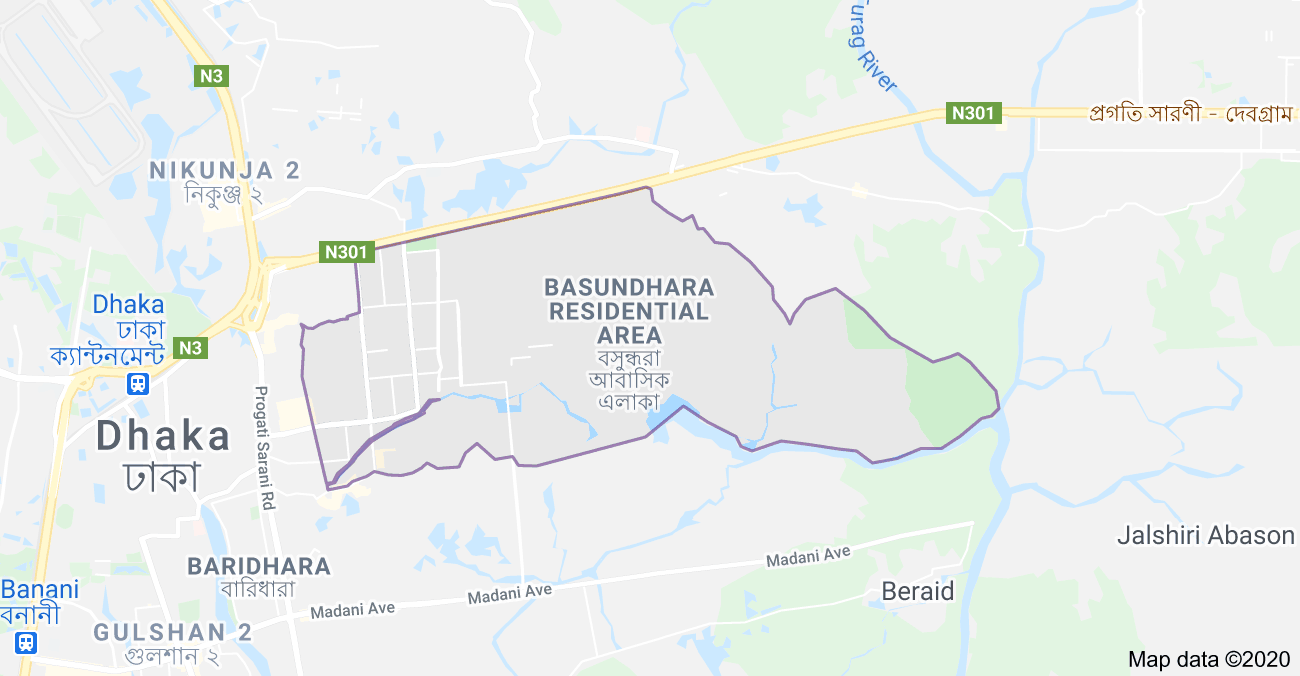 urag River
N3
N301
প্রগতি সারণী - দেবগ্রাম
NIKUNJA 2
নিকুঞ্জ ২
N301
BASUNDHARA
RESIDENTIAL
AREA
বসুন্ধরা
আবাসিক
এলাকা
Dhaka
ঢাকা
ক্যান্টনমেন্ট
N3
Progati Sarani Rd
Dhaka
ঢাকা
Jalshiri Abason
BARIDHARA
বারিধারা
Madani Ave
Madani Ave
Madani Ave
Beraid
Banani
বনানী
GULSHAN 2
গুলশান ২
Map data ©2020